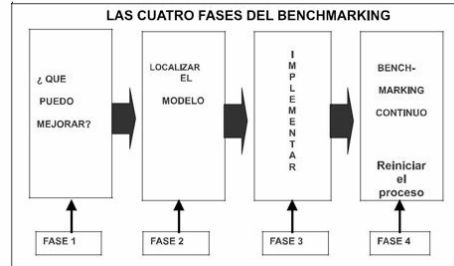 LAS CUATRO FASES DEL BENCHMARKING
¿ QUE
PUEDO
MEJORAR?
LOCALIZAR
EL
MODELO
I
M
P
L
E
M
E
N
T
A
R
BENCH-
MARKING
CONTINUO
Reiniciar
el
proceso
FASE 1
FASE 2
FASE 3
FASE 4